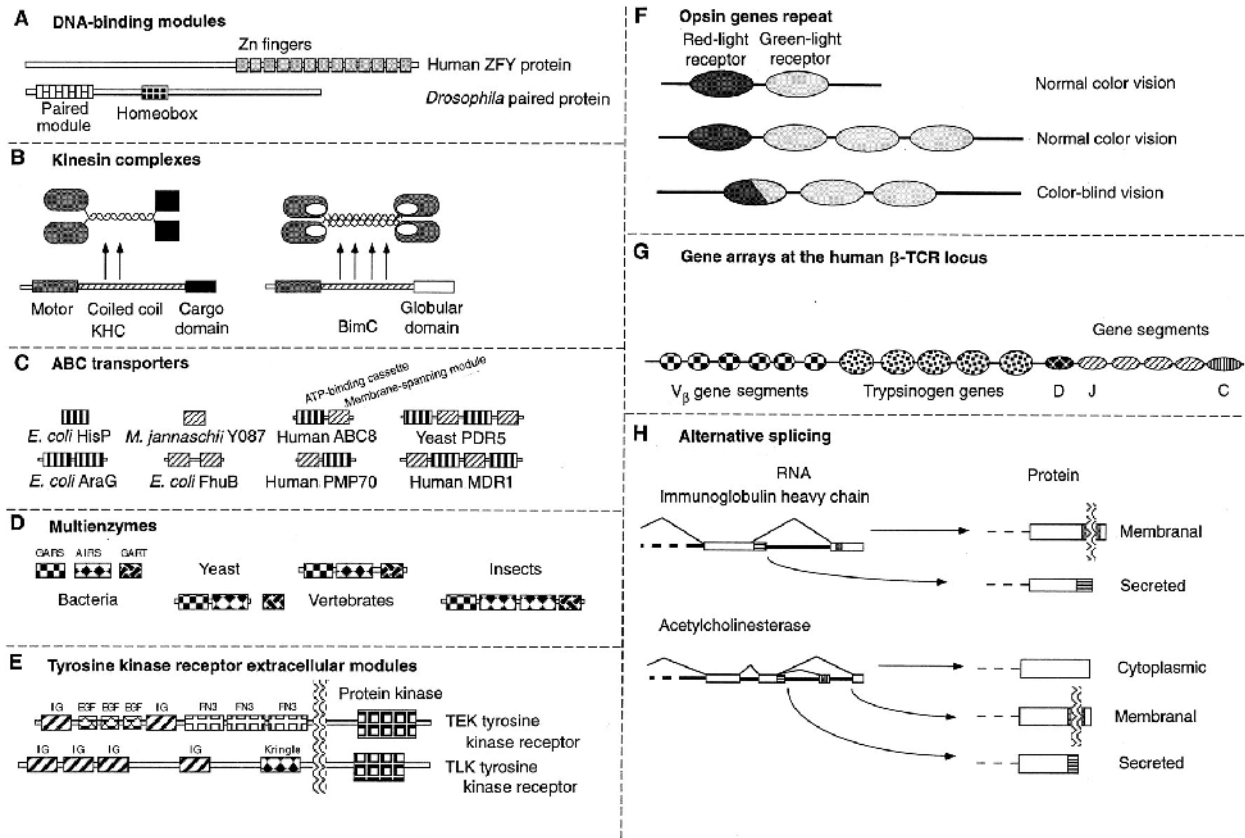 A DNA-binding modules
Zn fingers
Human ZFY protein
Drosophila paired protein
Paired
module
Homeobox
B Kinesin complexes
Motor
Coiled coil
KHC
Cargo
domain
BimC
Globular
domain
C ABC transporters
ATP-binding cassette
Membrane-spanning module
E. coli HisP
M. jannaschii Y087
Human ABC8
Yeast PDR5
E. coli AraG
E. coli FhuB
Human PMP70
Human MDR1
D Multienzymes
GARS AIRS GART
Yeast
Insects
Bacteria
Vertebrates
E Tyrosine kinase receptor extracellular modules
Protein kinase
IG EGF EGF EGF IG FN3 FN3 FN3
TEK tyrosine
kinase receptor
IG IG IG IG Kringle
TLK tyrosine
kinase receptor
F Opsin genes repeat
Red-light
receptor
Green-light
receptor
Normal color vision
Normal color vision
Color-blind vision
G Gene arrays at the human β-TCR locus
Gene segments
Vβ gene segments
Trypsinogen genes
D J C
H Alternative splicing
RNA
Protein
Immunoglobulin heavy chain
Membranal
Secreted
Acetylcholinesterase
Cytoplasmic
Membranal
Secreted